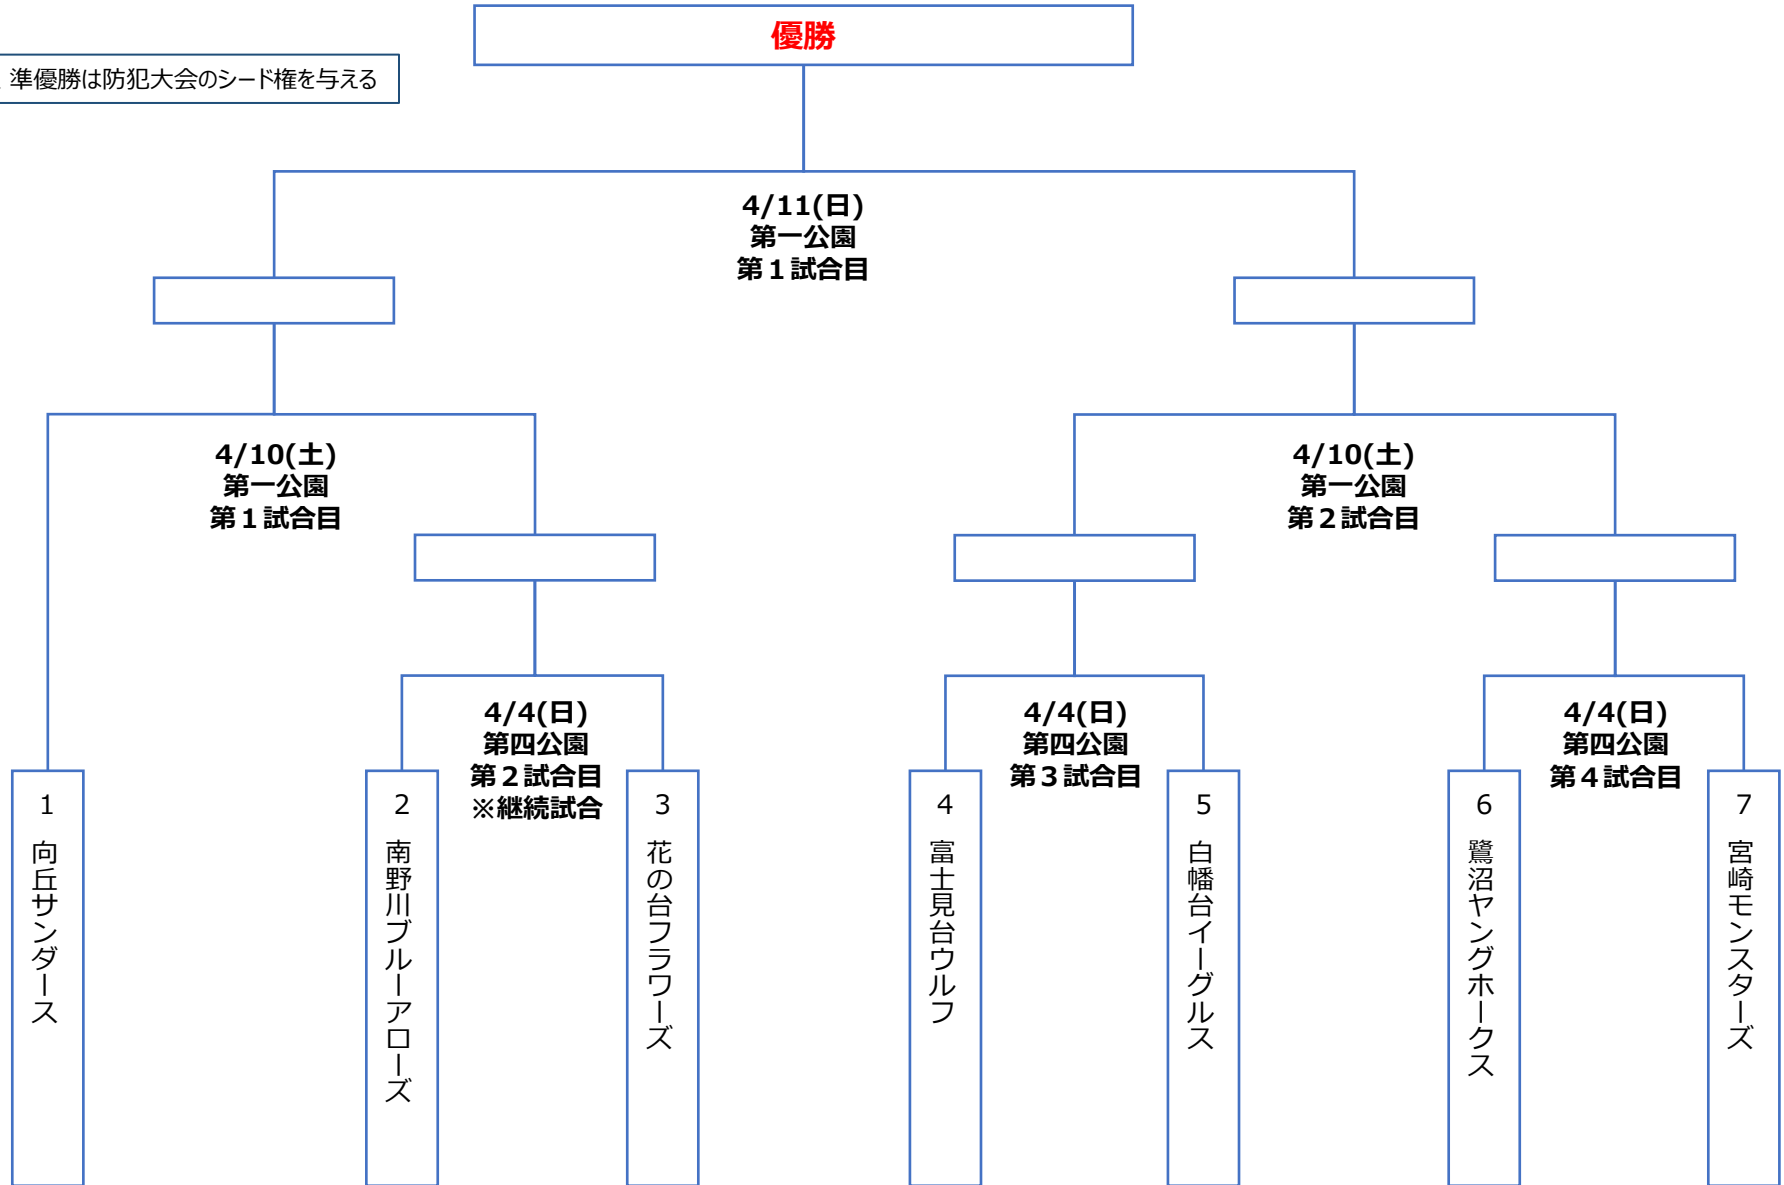 優勝
準優勝は防犯大会のシード権を与える
4/11(日)
第一公園
第１試合目
4/10(土)
第一公園
第１試合目
4/10(土)
第一公園
第２試合目
4/4(日)
第四公園
第２試合目
※継続試合
4/4(日)
第四公園
第３試合目
4/4(日)
第四公園
第４試合目
1 向丘サンダース
2 南野川ブルーアローズ
3 花の台フラワーズ
4 富士見台ウルフ
5 白幡台イーグルス
6 鷺沼ヤングホークス
7 宮崎モンスターズ